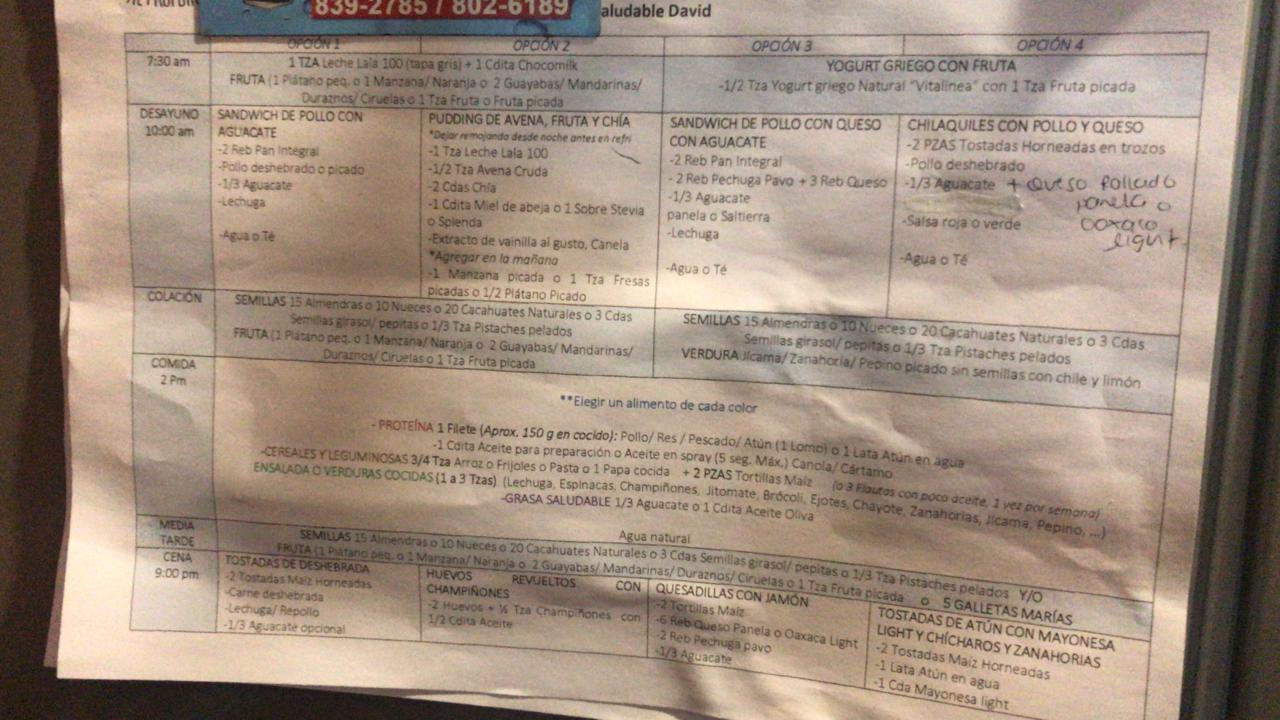 839-2785 / 802-6189
aludable David
OPCIÓN 1
OPCIÓN 2
OPCIÓN 3
OPCIÓN 4
7:30 am
1 TZA Leche Lala 100 (tapa gris) + 1 Cdita Chocomilk
FRUTA (1 Plátano peq. o 1 Manzana/ Naranja o 2 Guayabas/ Mandarinas/
Duraznos/ Ciruelas o 1 Tza Fruta o Fruta picada
YOGURT GRIEGO CON FRUTA
-1/2 Tza Yogurt griego Natural "Vitalinea" con 1 Tza Fruta picada
DESAYUNO
10:00 am
SANDWICH DE POLLO CON
AGUACATE
-2 Reb Pan Integral
-Pollo deshebrado o picado
-1/3 Aguacate
-Lechuga
-Agua o Té
PUDDING DE AVENA, FRUTA Y CHÍA
*Dejar remojando desde noche antes en refri
-1 Tza Leche Lala 100
-1/2 Tza Avena Cruda
-2 Cdas Chía
-1 Cdita Miel de abeja o 1 Sobre Stevia
o Splenda
-Extracto de vainilla al gusto, Canela
*Agregar en la mañana
-1 Manzana picada o 1 Tza Fresas
picadas o 1/2 Plátano Picado
SANDWICH DE POLLO CON QUESO
CON AGUACATE
-2 Reb Pan Integral
- 2 Reb Pechuga Pavo + 3 Reb Queso
-1/3 Aguacate
panela o Saltierra
-Lechuga
-Agua o Té
CHILAQUILES CON POLLO Y QUESO
-2 PZAS Tostadas Horneadas en trozos
-Pollo deshebrado
-1/3 Aguacate + queso rallado
panela o
oaxaca
light
-Salsa roja o verde
-Agua o Té
COLACIÓN
SEMILLAS 15 Almendras o 10 Nueces o 20 Cacahuates Naturales o 3 Cdas
Semillas girasol/ pepitas o 1/3 Tza Pistaches pelados
FRUTA (1 Plátano peq. o 1 Manzana/ Naranja o 2 Guayabas/ Mandarinas/
Duraznos/ Ciruelas o 1 Tza Fruta picada
SEMILLAS 15 Almendras o 10 Nueces o 20 Cacahuates Naturales o 3 Cdas
Semillas girasol/ pepitas o 1/3 Tza Pistaches pelados
VERDURA Jícama/ Zanahoria/ Pepino picado sin semillas con chile y limón
COMIDA
2 Pm
**Elegir un alimento de cada color
- PROTEÍNA 1 Filete (Aprox. 150 g en cocido): Pollo/ Res / Pescado/ Atún (1 Lomo) o 1 Lata Atún en agua
-1 Cdita Aceite para preparación o Aceite en spray (5 seg. Máx.) Canola/ Cártamo
-CEREALES Y LEGUMINOSAS 3/4 Tza Arroz o Frijoles o Pasta o 1 Papa cocida + 2 PZAS Tortillas Maíz (o 3 Flautas con poco aceite, 1 vez por semana)
ENSALADA O VERDURAS COCIDAS (1 a 3 Tzas) (Lechuga, Espinacas, Champiñones, Jitomate, Brócoli, Ejotes, Chayote, Zanahorias, Jícama, Pepino, ...)
-GRASA SALUDABLE 1/3 Aguacate o 1 Cdita Aceite Oliva
Agua natural
MEDIA
TARDE
SEMILLAS 15 Almendras o 10 Nueces o 20 Cacahuates Naturales o 3 Cdas Semillas girasol/ pepitas o 1/3 Tza Pistaches pelados Y/O
FRUTA (1 Plátano peq. o 1 Manzana/ Naranja o 2 Guayabas/ Mandarinas/ Duraznos/ Ciruelas o 1 Tza Fruta picada o 5 GALLETAS MARÍAS
CENA
9:00 pm
TOSTADAS DE DESHEBRADA
-2 Tostadas Maíz Horneadas
-Carne deshebrada
-Lechuga/ Repollo
-1/3 Aguacate opcional
HUEVOS REVUELTOS CON
CHAMPIÑONES
-2 Huevos + ½ Tza Champiñones con
1/2 Cdita Aceite
QUESADILLAS CON JAMÓN
-2 Tortillas Maíz
-6 Reb Queso Panela o Oaxaca Light
-2 Reb Pechuga pavo
-1/3 Aguacate
TOSTADAS DE ATÚN CON MAYONESA
LIGHT Y CHÍCHAROS Y ZANAHORIAS
-2 Tostadas Maíz Horneadas
-1 Lata Atún en agua
-1 Cda Mayonesa light